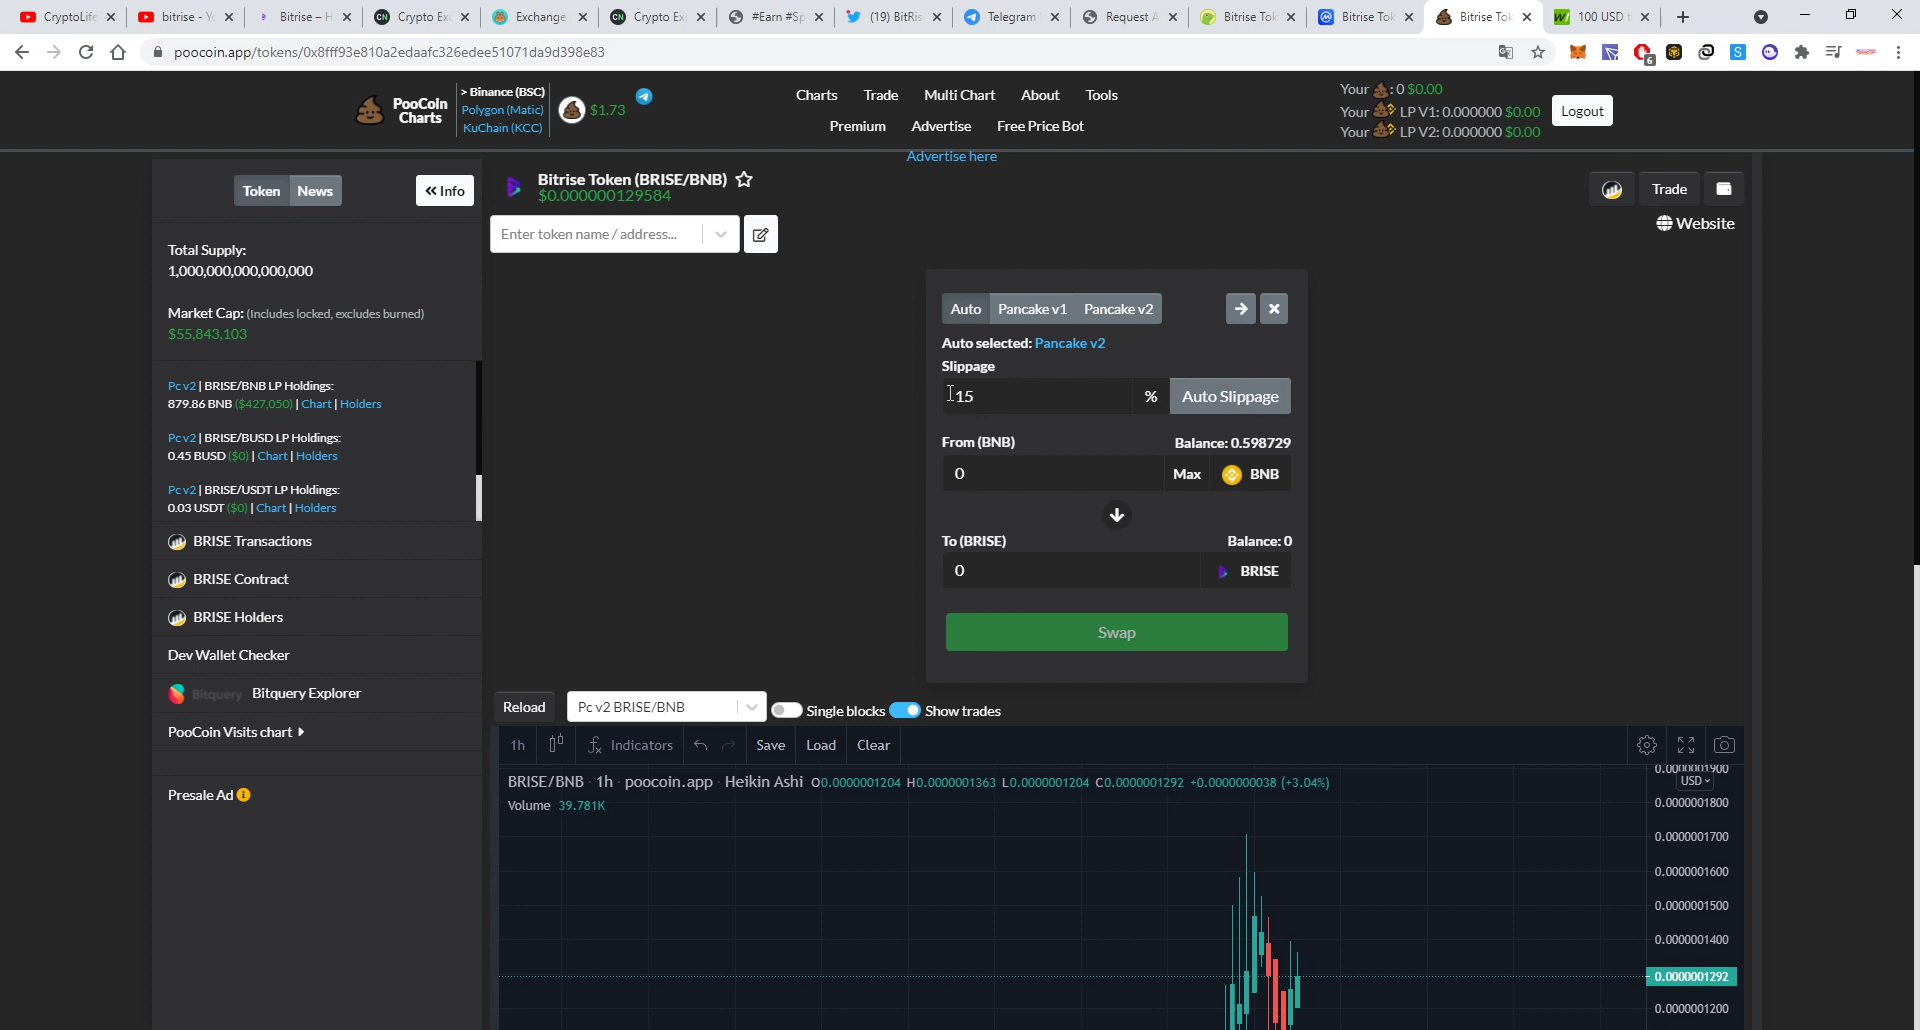 CryptoLife
bitrise - Yo
Bitrise – H
Crypto Ex
Exchange
Crypto Ex
#Earn #Sp
(19) BitRis
Telegram
Request A
Bitrise Tok
Bitrise Tok
Bitrise Tok
100 USD t
poocoin.app/tokens/0x8fff93e810a2edaafc326edee51071da9d398e83
6
PooCoin
Charts
> Binance (BSC)
Polygon (Matic)
KuChain (KCC)
$1.73
Charts Trade Multi Chart About Tools
Premium Advertise Free Price Bot
Your : 0 $0.00
Your LP V1: 0.000000 $0.00
Your LP V2: 0.000000 $0.00
Logout
Advertise here
Token News
« Info
Total Supply:
1,000,000,000,000,000
Market Cap: (Includes locked, excludes burned)
$55,843,103
Pc v2 | BRISE/BNB LP Holdings:
879.86 BNB ($427,050) | Chart | Holders
Pc v2 | BRISE/BUSD LP Holdings:
0.45 BUSD ($0) | Chart | Holders
Pc v2 | BRISE/USDT LP Holdings:
0.03 USDT ($0) | Chart | Holders
BRISE Transactions
BRISE Contract
BRISE Holders
Dev Wallet Checker
Bitquery Bitquery Explorer
PooCoin Visits chart
Presale Ad
Bitrise Token (BRISE/BNB)
$0.000000129584
Trade
Website
Enter token name / address...
Auto Pancake v1 Pancake v2
Auto selected: Pancake v2
Slippage
15 % Auto Slippage
From (BNB) Balance: 0.598729
0 Max BNB
To (BRISE) Balance: 0
0 BRISE
Swap
Reload Pc v2 BRISE/BNB Single blocks Show trades
1h Indicators Save Load Clear
BRISE/BNB · 1h · poocoin.app · Heikin Ashi O0.0000001204 H0.0000001363 L0.0000001204 C0.0000001292 +0.0000000038 (+3.04%)
Volume 39.781K
0.0000001900
USD
0.0000001800
0.0000001700
0.0000001600
0.0000001500
0.0000001400
0.0000001292
0.0000001200